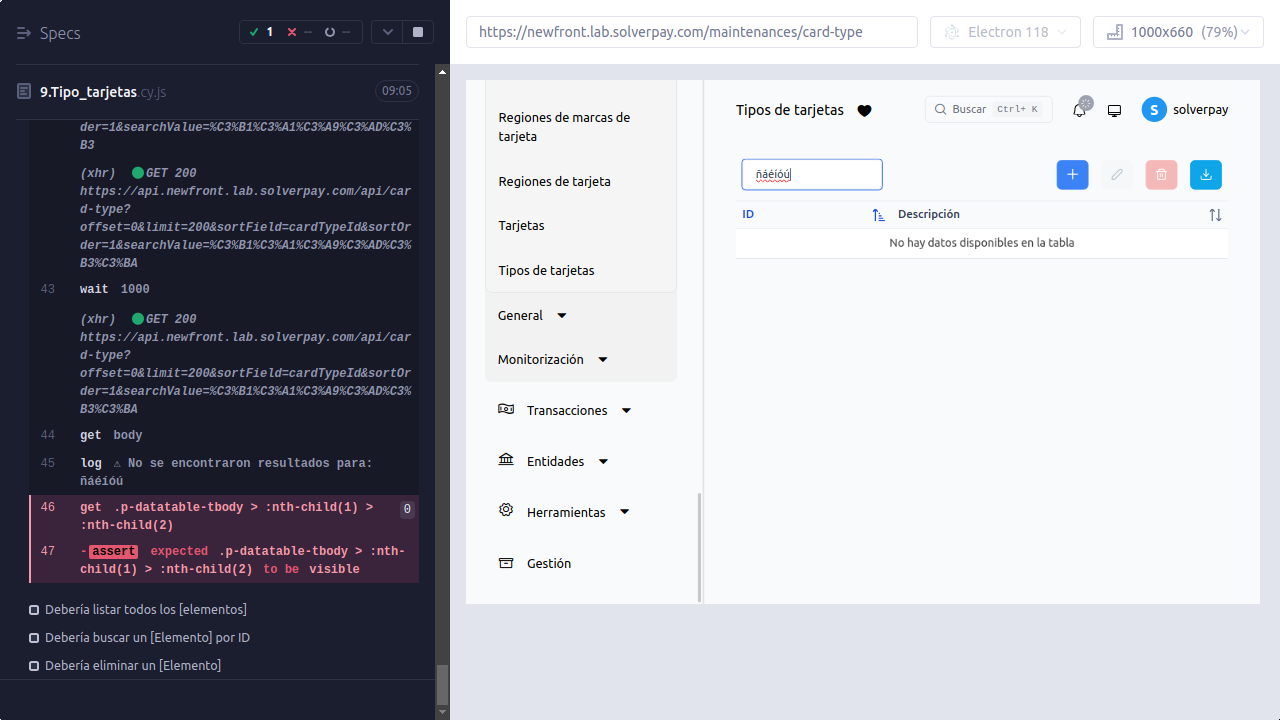 Specs
1
--
--
9.Tipo_tarjetas.cy.js
09:05
der=1&searchValue=%C3%B1%C3%A1%C3%A9%C3%AD%C3%
B3
(xhr) GET 200
https://api.newfront.lab.solverpay.com/api/car
d-type?
offset=0&limit=200&sortField=cardTypeId&sortOr
der=1&searchValue=%C3%B1%C3%A1%C3%A9%C3%AD%C3%
B3%C3%BA
43 wait 1000
(xhr) GET 200
https://api.newfront.lab.solverpay.com/api/car
d-type?
offset=0&limit=200&sortField=cardTypeId&sortOr
der=1&searchValue=%C3%B1%C3%A1%C3%A9%C3%AD%C3%
B3%C3%BA
44 get body
45 log ⚠ No se encontraron resultados para:
ñáéíóú
46 get .p-datatable-tbody > :nth-child(1) >
:nth-child(2)
0
47 -assert expected .p-datatable-tbody > :nth-
child(1) > :nth-child(2) to be visible
Debería listar todos los [elementos]
Debería buscar un [Elemento] por ID
Debería eliminar un [Elemento]
https://newfront.lab.solverpay.com/maintenances/card-type
Electron 118
1000x660 (79%)
Regiones de marcas de
tarjeta
Regiones de tarjeta
Tarjetas
Tipos de tarjetas
General
Monitorización
Transacciones
Entidades
Herramientas
Gestión
Tipos de tarjetas
Buscar Ctrl+ K
S solverpay
ñáéíóú
ID
Descripción
No hay datos disponibles en la tabla